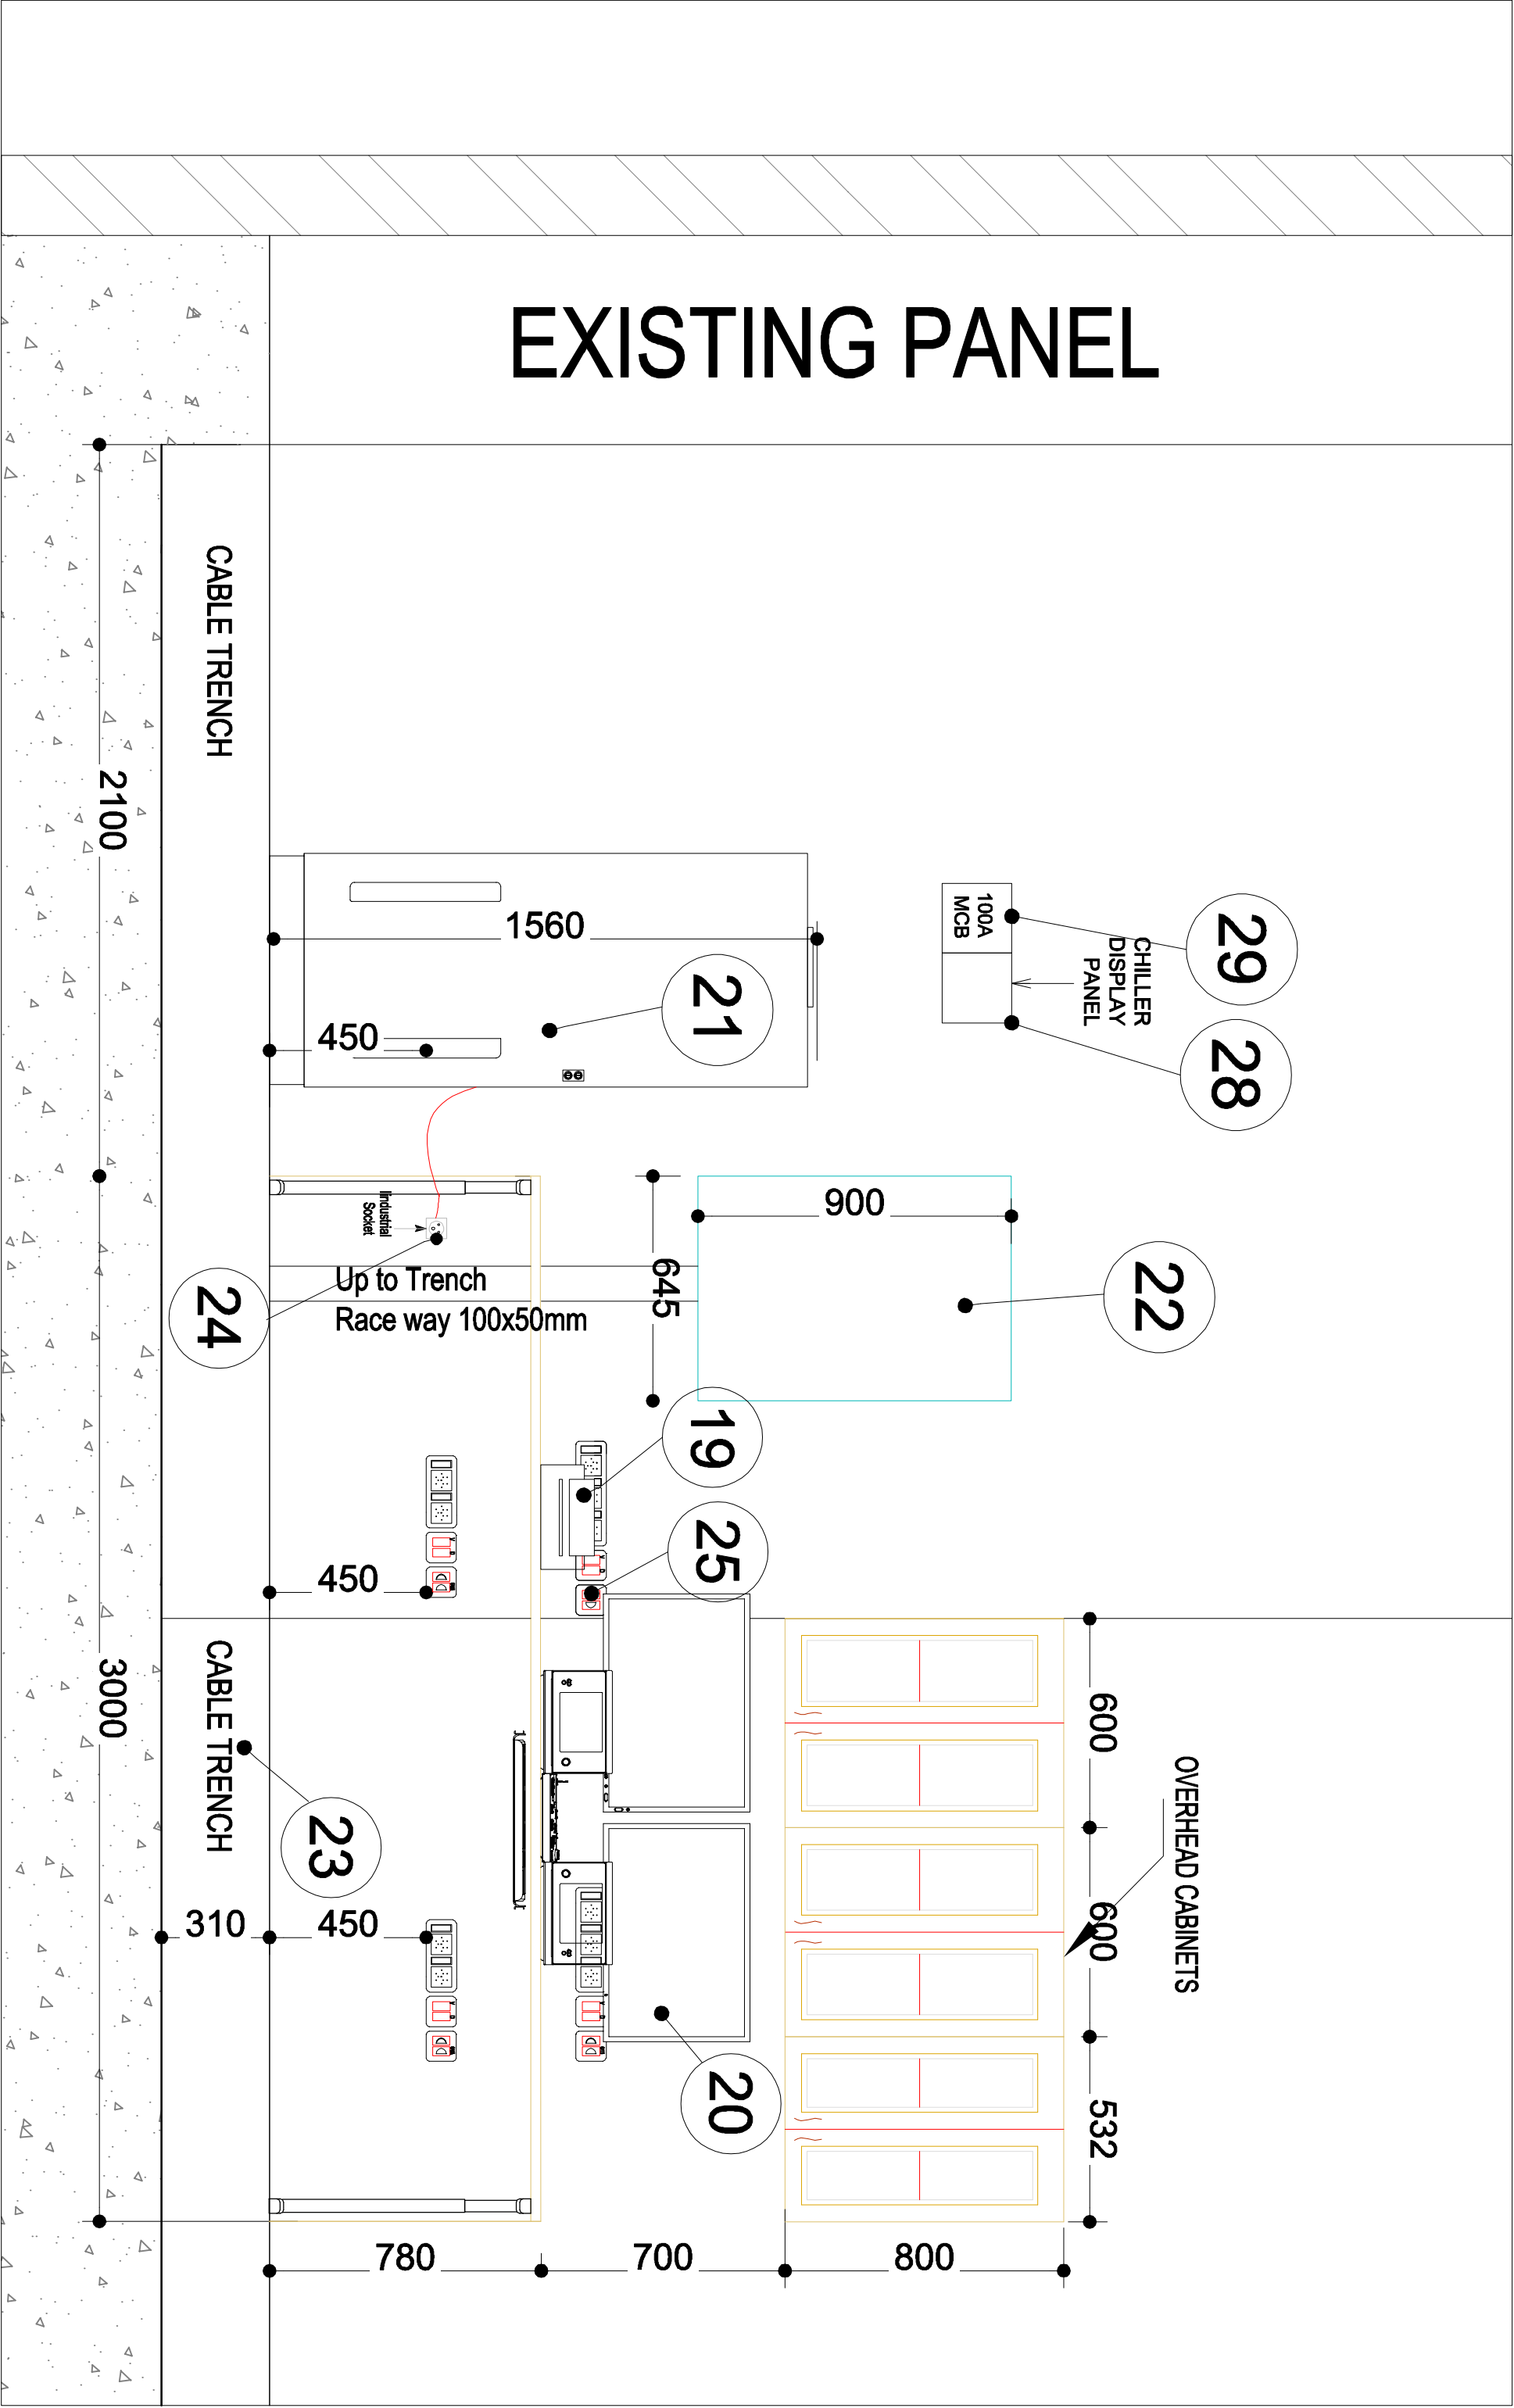 EXISTING PANEL
CABLE TRENCH
2100
1560
450
21
100A
MCB
CHILLER
DISPLAY
PANEL
29
28
Iindustrial
Socket
A
24
Up to Trench
Race way 100x50mm
645
900
22
19
25
450
CABLE TRENCH
3000
23
310
450
20
600
600
532
OVERHEAD CABINETS
780
700
800